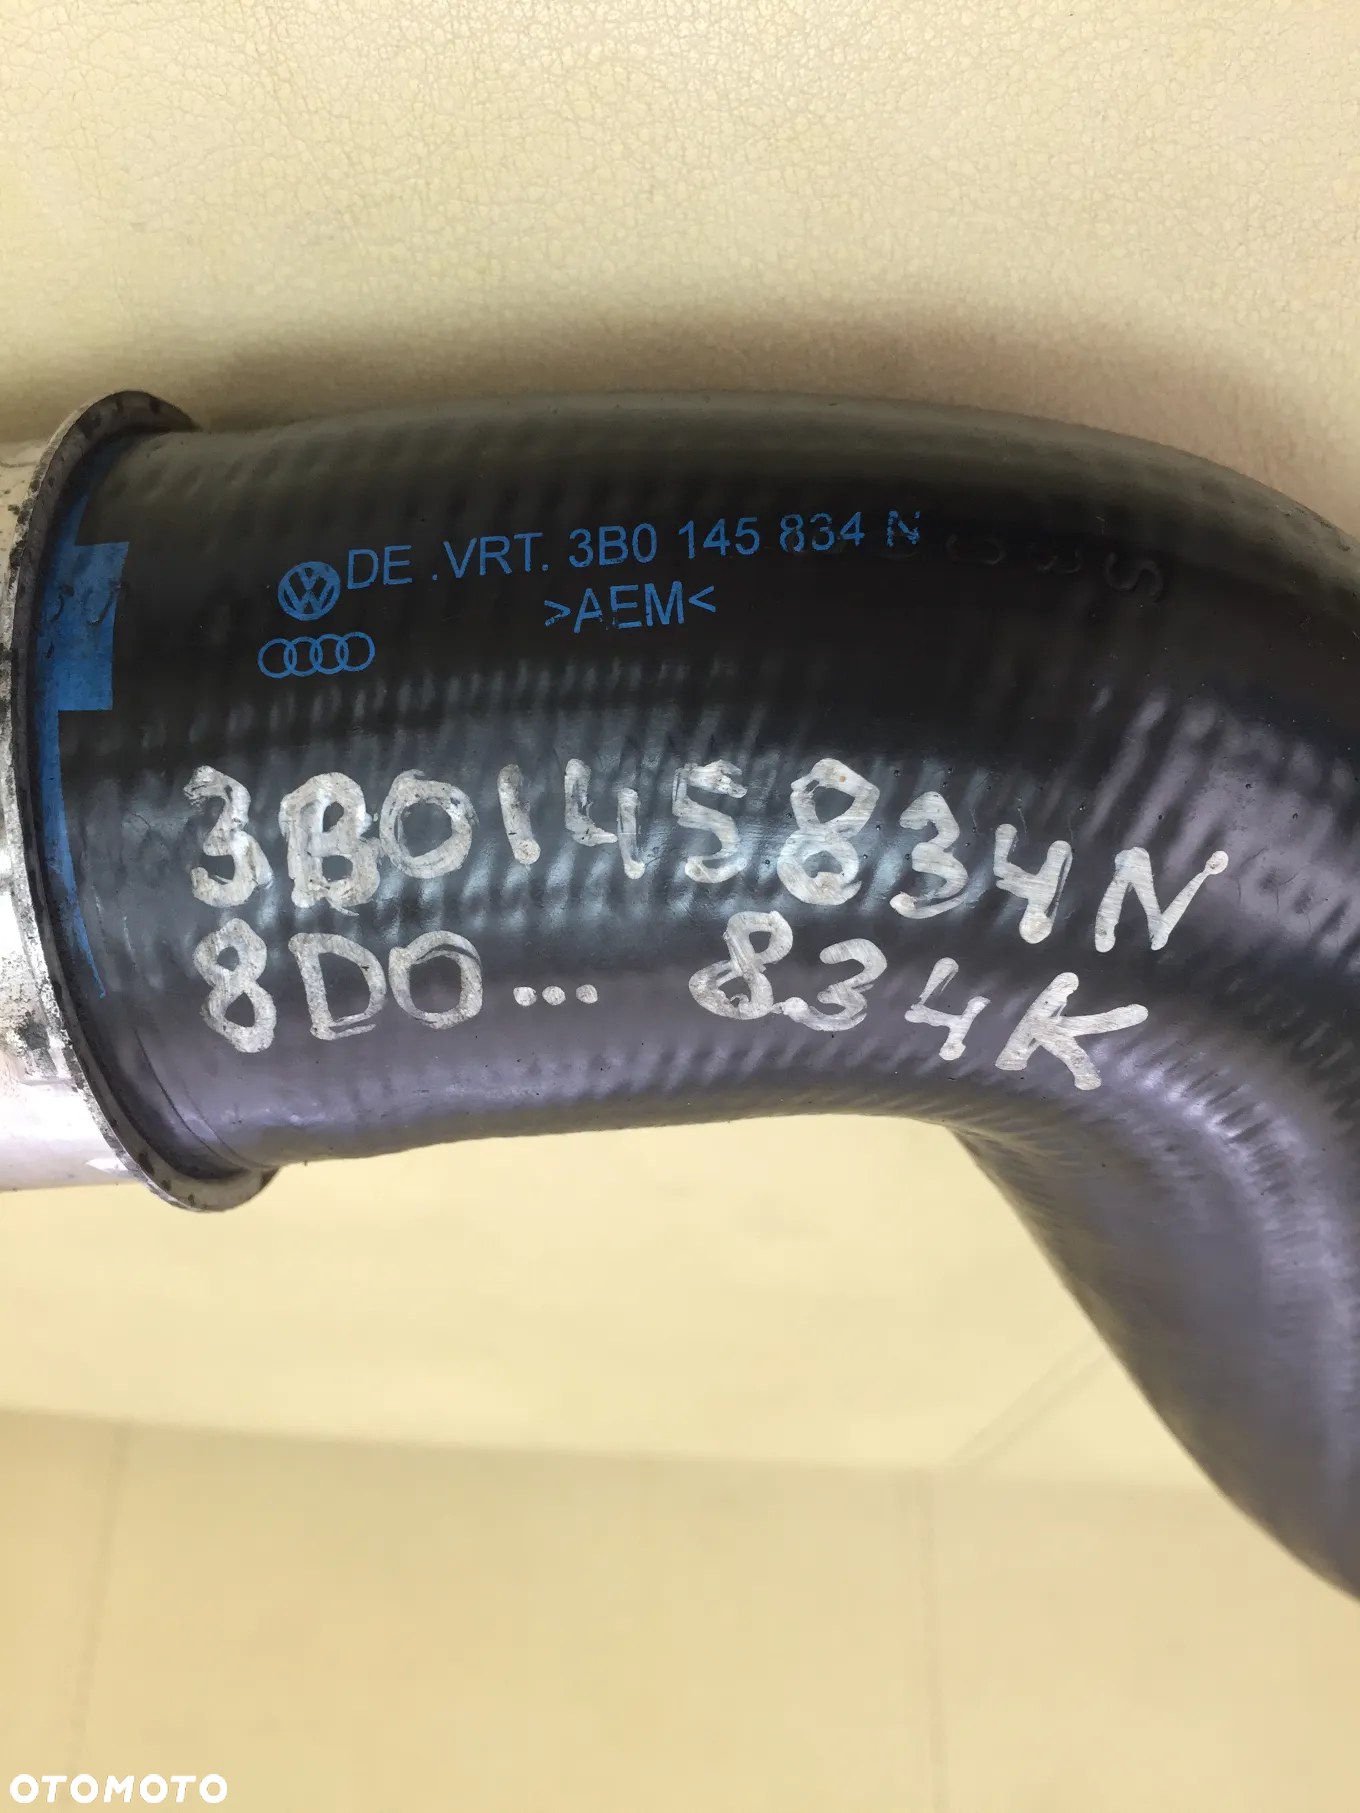 DE .VRT. 3B0 145 834 N
>AEM<
3B0145834N
8D0... 834K
OTOMOTO